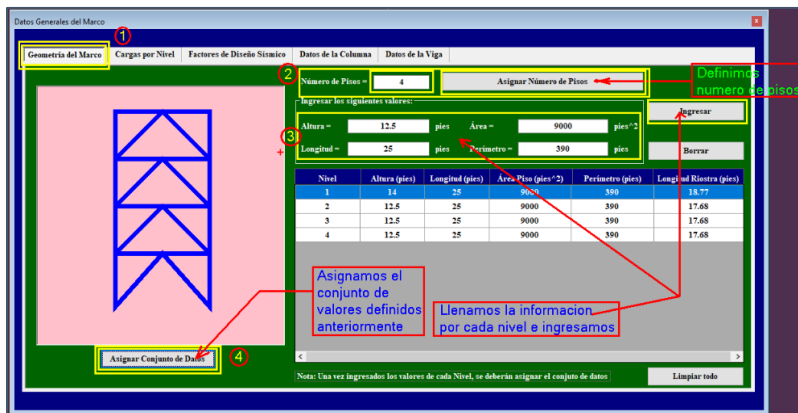 Datos Generales del Marco
x
1
Geometría del Marco Cargas por Nivel Factores de Diseño Sísmico Datos de la Columna Datos de la Viga
2
Número de Pisos = 4 Asignar Número de Pisos
Definimos
numero de pisos
Ingresar los siguientes valores:
Ingresar
3
Altura = 12.5 pies Área = 9000 pies^2
Longitud = 25 pies Perímetro = 390 pies
Borrar
Nivel Altura (pies) Longitud (pies) Área Piso (pies^2) Perímetro (pies) Longitud Riostra (pies)
1 14 25 9000 390 18.77
2 12.5 25 9000 390 17.68
3 12.5 25 9000 390 17.68
4 12.5 25 9000 390 17.68
Asignamos el
conjunto de
valores definidos
anteriormente
Llenamos la informacion
por cada nivel e ingresamos
Asignar Conjunto de Datos
4
Nota: Una vez ingresados los valores de cada Nivel, se deberán asignar el conjuto de datos
Limpiar todo